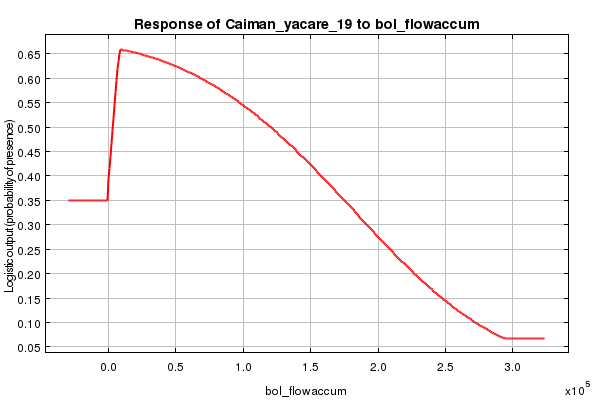 Response of Caiman_yacare_19 to bol_flowaccum
Logistic output (probability of presence)
0.65
0.60
0.55
0.50
0.45
0.40
0.35
0.30
0.25
0.20
0.15
0.10
0.05
0.0 0.5 1.0 1.5 2.0 2.5 3.0
bol_flowaccum
x10^5